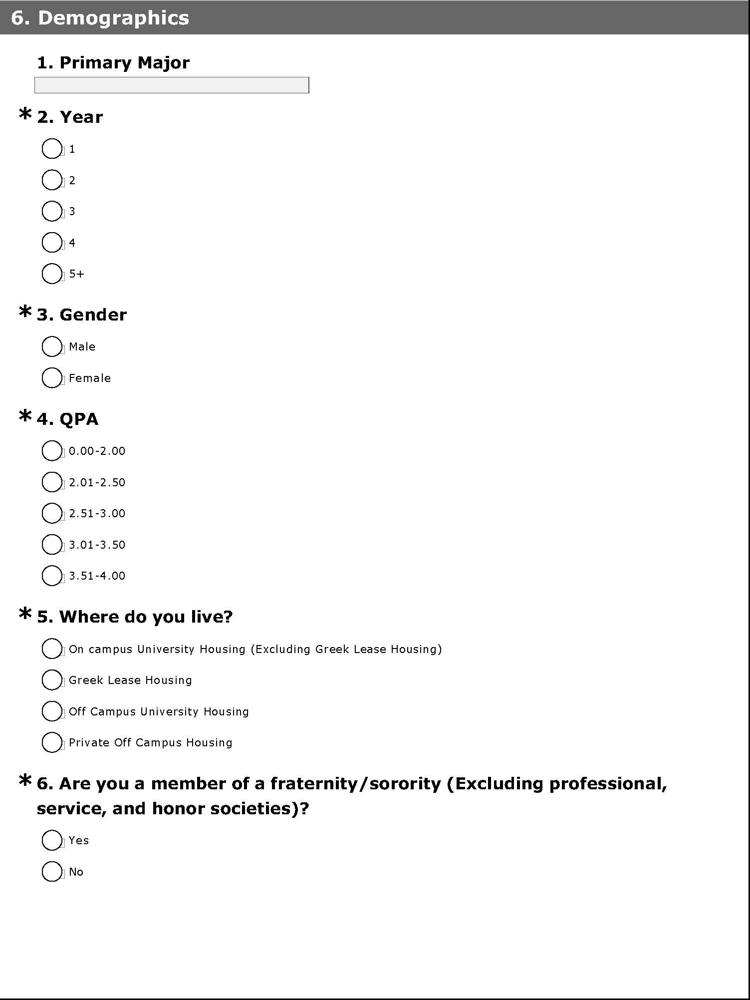 6. Demographics
1. Primary Major
* 2. Year
1
2
3
4
5+
* 3. Gender
Male
Female
* 4. QPA
0.00-2.00
2.01-2.50
2.51-3.00
3.01-3.50
3.51-4.00
* 5. Where do you live?
On campus University Housing (Excluding Greek Lease Housing)
Greek Lease Housing
Off Campus University Housing
Private Off Campus Housing
* 6. Are you a member of a fraternity/sorority (Excluding professional,
service, and honor societies)?
Yes
No